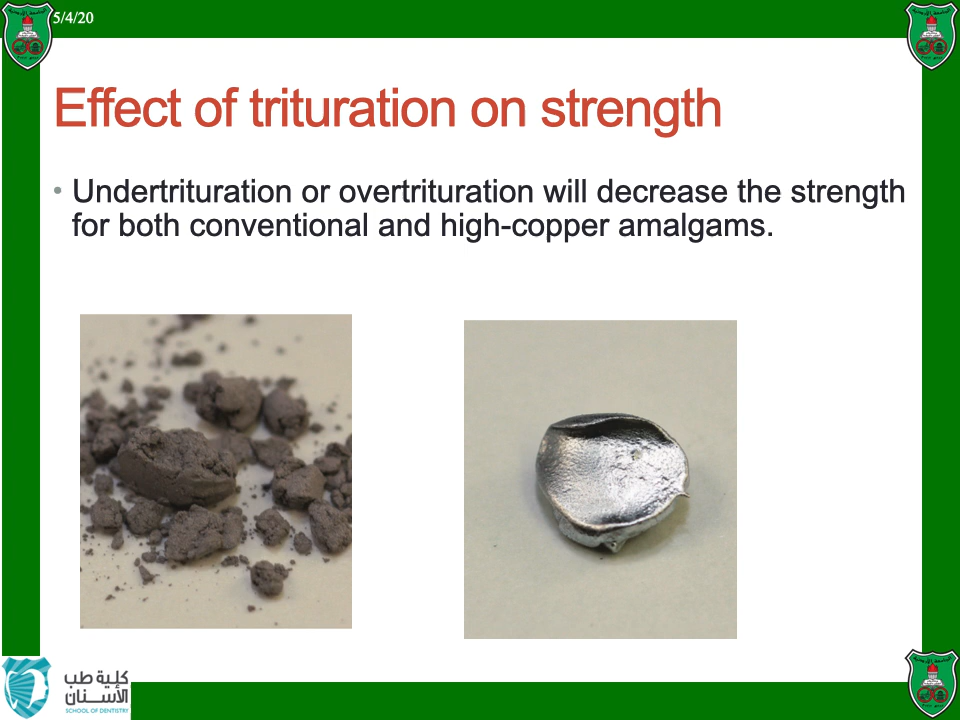 5/4/20
Effect of trituration on strength
• Undertrituration or overtrituration will decrease the strength
for both conventional and high-copper amalgams.
كلية طب
الأسنان
SCHOOL OF DENTISTRY